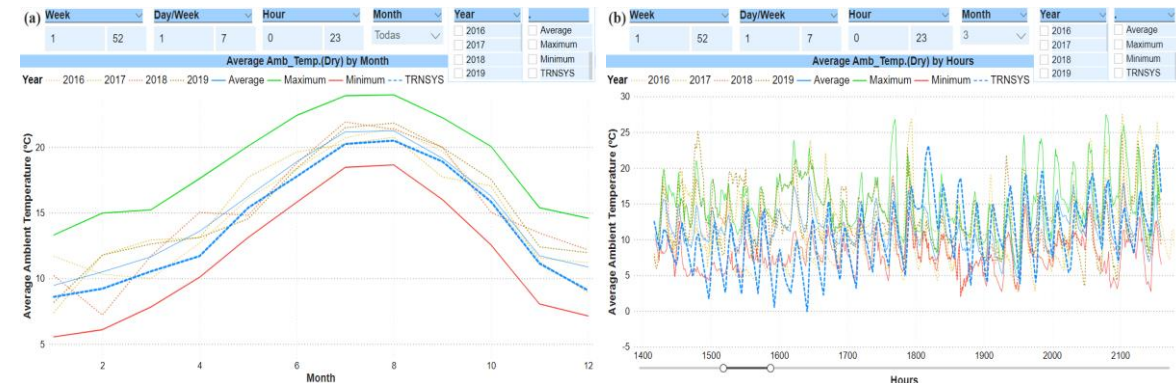 (a) Week Day/Week Hour Month Year .
1 52 1 7 0 23 Todas
2016 Average
2017 Maximum
2018 Minimum
2019 TRNSYS
Average Amb_Temp.(Dry) by Month
Year 2016 2017 2018 2019 Average Maximum Minimum TRNSYS
Average Ambient Temperature (°C)
20
15
10
5
2 4 6 8 10 12
Month
(b) Week Day/Week Hour Month Year .
1 52 1 7 0 23 3
2016 Average
2017 Maximum
2018 Minimum
2019 TRNSYS
Average Amb_Temp.(Dry) by Hours
Year 2016 2017 2018 2019 Average Maximum Minimum TRNSYS
Average Ambient Temperature (°C)
30
25
20
15
10
5
0
-5
1400 1500 1600 1700 1800 1900 2000 2100
Hours